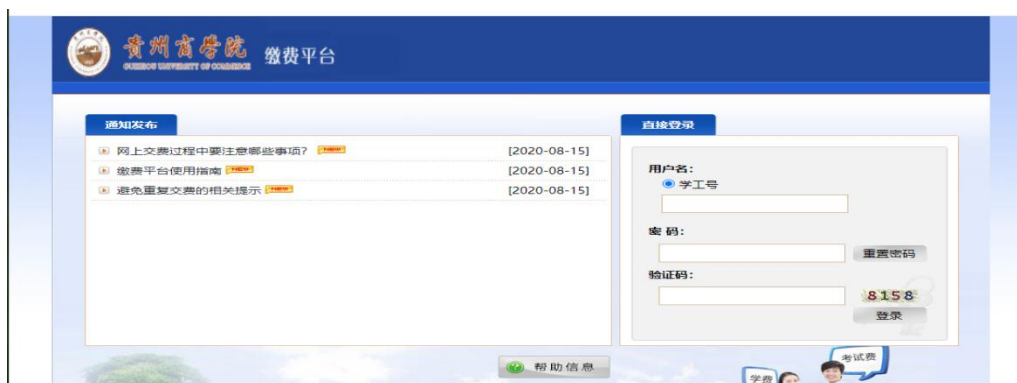 贵州商学院 缴费平台
GUIZHOU UNIVERSITY OF COMMERCE
通知发布
网上交费过程中要注意哪些事项? NEW [2020-08-15]
缴费平台使用指南 NEW [2020-08-15]
避免重复交费的相关提示 NEW [2020-08-15]
直接登录
用户名:
学工号
密 码:
重置密码
验证码:
8158
登录
帮助信息
学费
考试费